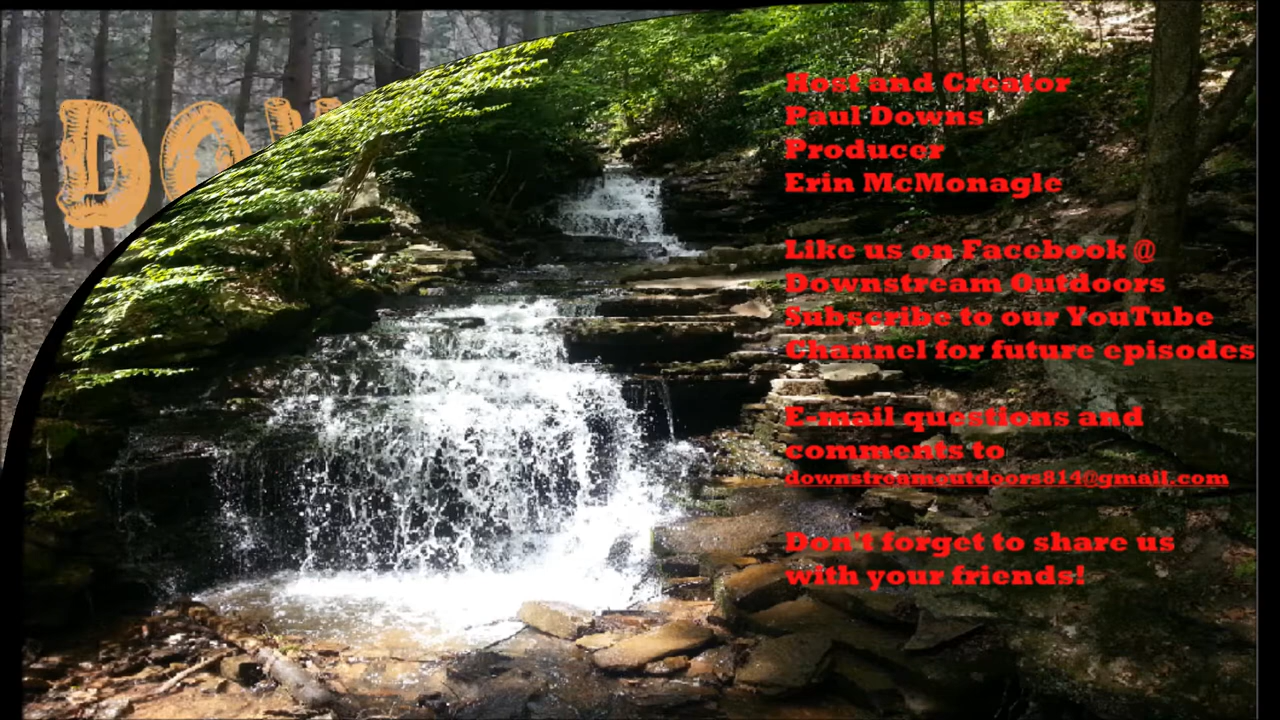 DOW
Host and Creator
Paul Downs
Producer
Erin McMonagle
Like us on Facebook @
Downstream Outdoors
Subscribe to our YouTube
Channel for future episodes
E-mail questions and
comments to
downstreamoutdoors814@gmail.com
Don't forget to share us
with your friends!